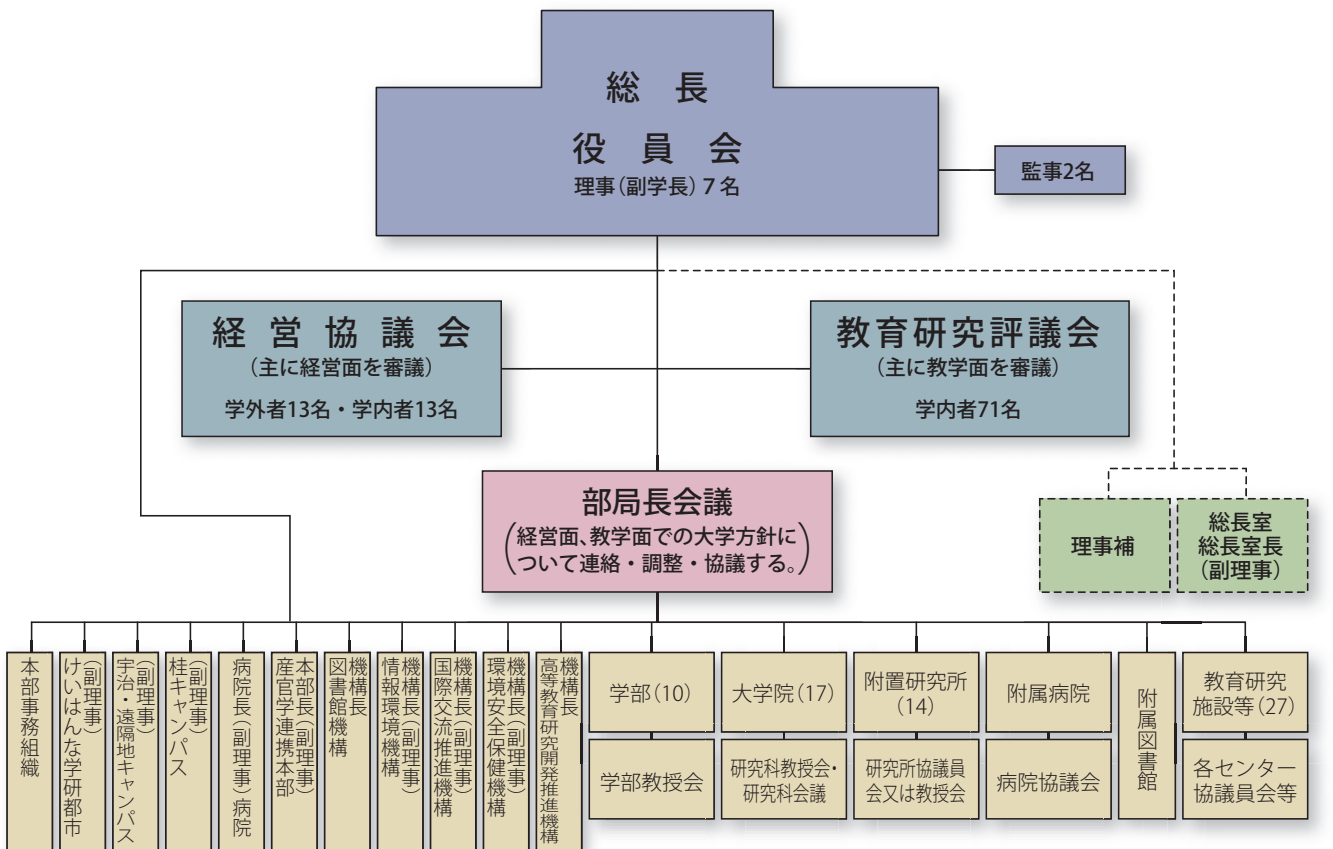 総長
役員会
理事(副学長)7名
監事2名
経営協議会
(主に経営面を審議)
学外者13名・学内者13名
教育研究評議会
(主に教学面を審議)
学内者71名
部局長会議
(経営面、教学面での大学方針に
ついて連絡・調整・協議する。)
理事補
総長室
総長室長
(副理事)
本部事務組織
(副理事)
けいはんな学研都市
(副理事)
宇治・遠隔地キャンパス
(副理事)
桂キャンパス
病院長(副理事)病院
本部長(副理事)
産官学連携本部
機構長
図書館機構
機構長(副理事)
情報環境機構
機構長(副理事)
国際交流推進機構
機構長(副理事)
環境安全保健機構
機構長
高等教育研究開発推進機構
学部(10)
学部教授会
大学院(17)
研究科教授会・
研究科会議
附置研究所
(14)
研究所協議員
会又は教授会
附属病院
病院協議会
附属図書館
教育研究
施設等(27)
各センター
協議員会等